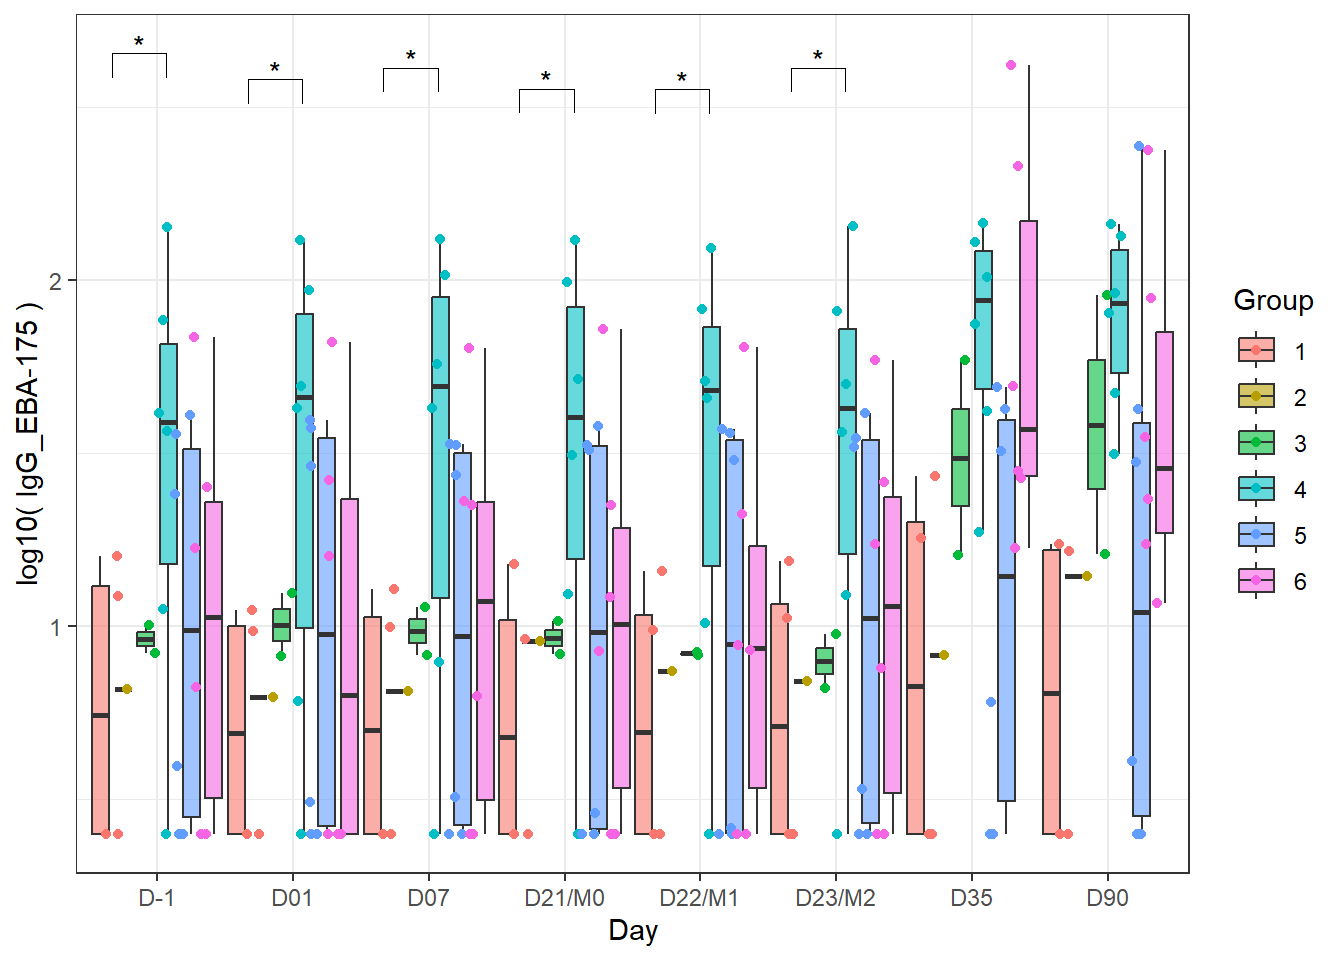 * * * * * *
log10( IgG_EBA-175 )
2
1
D-1 D01 D07 D21/M0 D22/M1 D23/M2 D35 D90
Day
Group
1
2
3
4
5
6